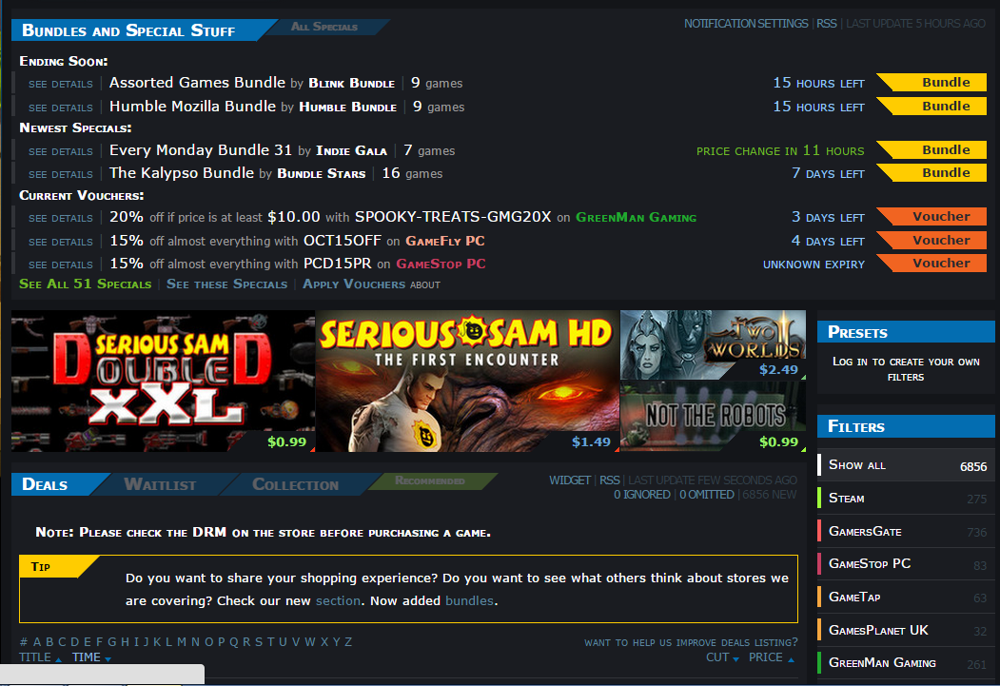 Bundles and Special Stuff
All Specials
NOTIFICATION SETTINGS | RSS | LAST UPDATE 5 HOURS AGO
Ending Soon:
see details | Assorted Games Bundle by Blink Bundle | 9 games
15 hours left
Bundle
see details | Humble Mozilla Bundle by Humble Bundle | 9 games
15 hours left
Bundle
Newest Specials:
see details | Every Monday Bundle 31 by Indie Gala | 7 games
price change in 11 hours
Bundle
see details | The Kalypso Bundle by Bundle Stars | 16 games
7 days left
Bundle
Current Vouchers:
see details | 20% off if price is at least $10.00 with SPOOKY-TREATS-GMG20X on GreenMan Gaming
3 days left
Voucher
see details | 15% off almost everything with OCT15OFF on GameFly PC
4 days left
Voucher
see details | 15% off almost everything with PCD15PR on GameStop PC
unknown expiry
Voucher
See All 51 Specials | See these Specials | Apply Vouchers about
SERIOUS SAM
DOUBLE D
XXL
$0.99
SERIOUS SAM HD
THE FIRST ENCOUNTER
$1.49
TWO
WORLDS
II
$2.49
NOT THE ROBOTS
$0.99
Presets
Log in to create your own
filters
Filters
Show all 6856
Steam 275
GamersGate 736
GameStop PC 83
GameTap 63
GamesPlanet UK 32
GreenMan Gaming 261
Deals
Waitlist
Collection
Recommended
WIDGET | RSS | LAST UPDATE FEW SECONDS AGO
0 IGNORED | 0 OMITTED | 6856 NEW
Note: Please check the DRM on the store before purchasing a game.
Tip
Do you want to share your shopping experience? Do you want to see what others think about stores we
are covering? Check our new section. Now added bundles.
# A B C D E F G H I J K L M N O P Q R S T U V W X Y Z
want to help us improve deals listing?
TITLE TIME
CUT PRICE